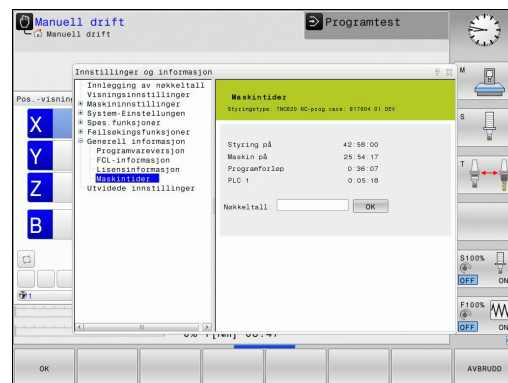 Manuell drift
Manuell drift
Programtest
Innstillinger og informasjon
Pos.-visning
X
Y
Z
B
Innlegging av nøkkeltall
Visningsinnstillinger
Maskininnstillinger
System-Einstellungen
Spes.funksjoner
Feilsøkingsfunksjoner
Generell informasjon
Programvareversjon
FCL-informasjon
Lisensinformasjon
Maskintider
Utvidede innstillinger
Maskintider
Styringstype: TNC620 NC-prog.vare: 817604 01 DEV
Styring på 42:58:00
Maskin på 25:54:17
Programforløp 0:36:07
PLC 1 0:05:18
Nøkkeltall:
OK
M
S
T
S100%
OFF ON
F100%
OFF ON
1
OK
AVBRUDD